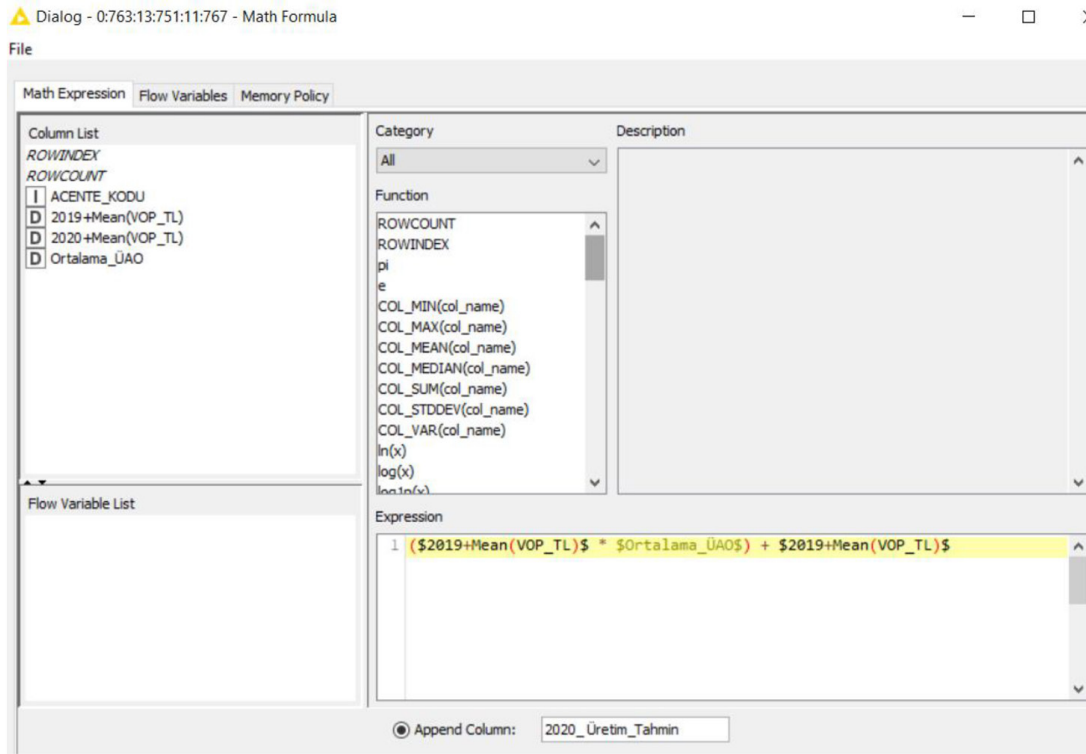 Dialog - 0:763:13:751:11:767 - Math Formula
File
Math Expression Flow Variables Memory Policy
Column List
ROWINDEX
ROWCOUNT
I ACENTE_KODU
D 2019+Mean(VOP_TL)
D 2020+Mean(VOP_TL)
D Ortalama_ÜAO
Flow Variable List
Category
All
Function
ROWCOUNT
ROWINDEX
pi
e
COL_MIN(col_name)
COL_MAX(col_name)
COL_MEAN(col_name)
COL_MEDIAN(col_name)
COL_SUM(col_name)
COL_STDDEV(col_name)
COL_VAR(col_name)
ln(x)
log(x)
log1p(x)
Description
Expression
1 ($2019+Mean(VOP_TL)$ * $Ortalama_ÜAO$) + $2019+Mean(VOP_TL)$
Append Column: 2020_Üretim_Tahmin